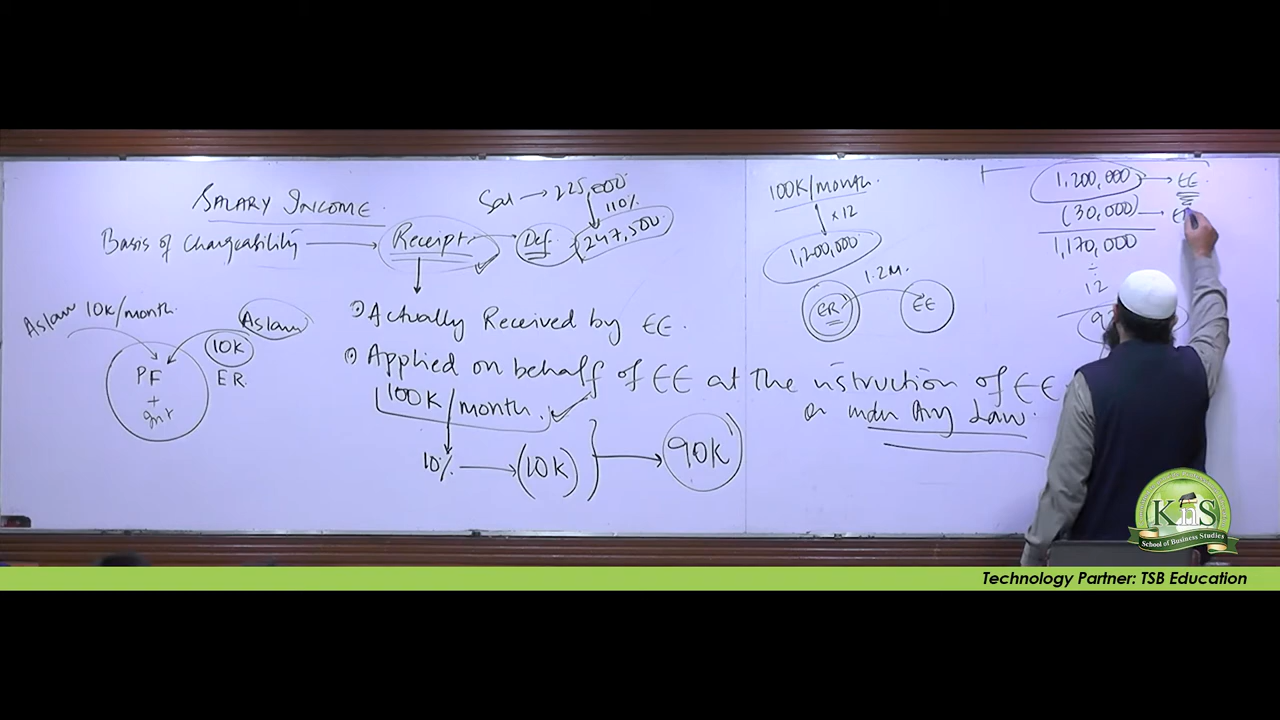 SALARY INCOME
Sal → 225,000
110%
Basis of Chargeability → Receipt → Def. 247,500
Aslam 10K/month.
PF
+
Int
Aslam
10K
ER.
① Actually Received by EE.
① Applied on behalf of EE at the instruction of EE
or under Any Law.
100K/month.
10% → (10K) → 90K
100K/month.
×12
1,200,000
ER 1.2M. EE
1,200,000 → EE
(30,000) →
1,170,000
÷
12
KnS
School of Business Studies
Technology Partner: TSB Education